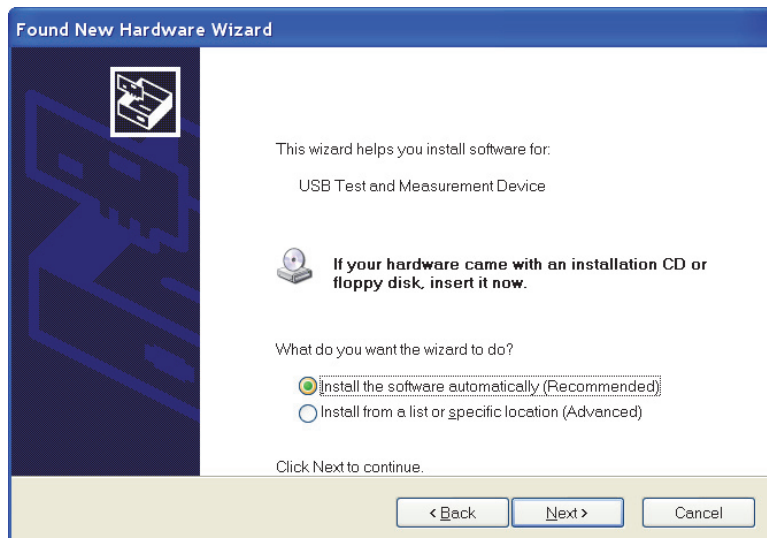 Found New Hardware Wizard
This wizard helps you install software for:
USB Test and Measurement Device
If your hardware came with an installation CD or
floppy disk, insert it now.
What do you want the wizard to do?
Install the software automatically (Recommended)
Install from a list or specific location (Advanced)
Click Next to continue.
< Back Next > Cancel